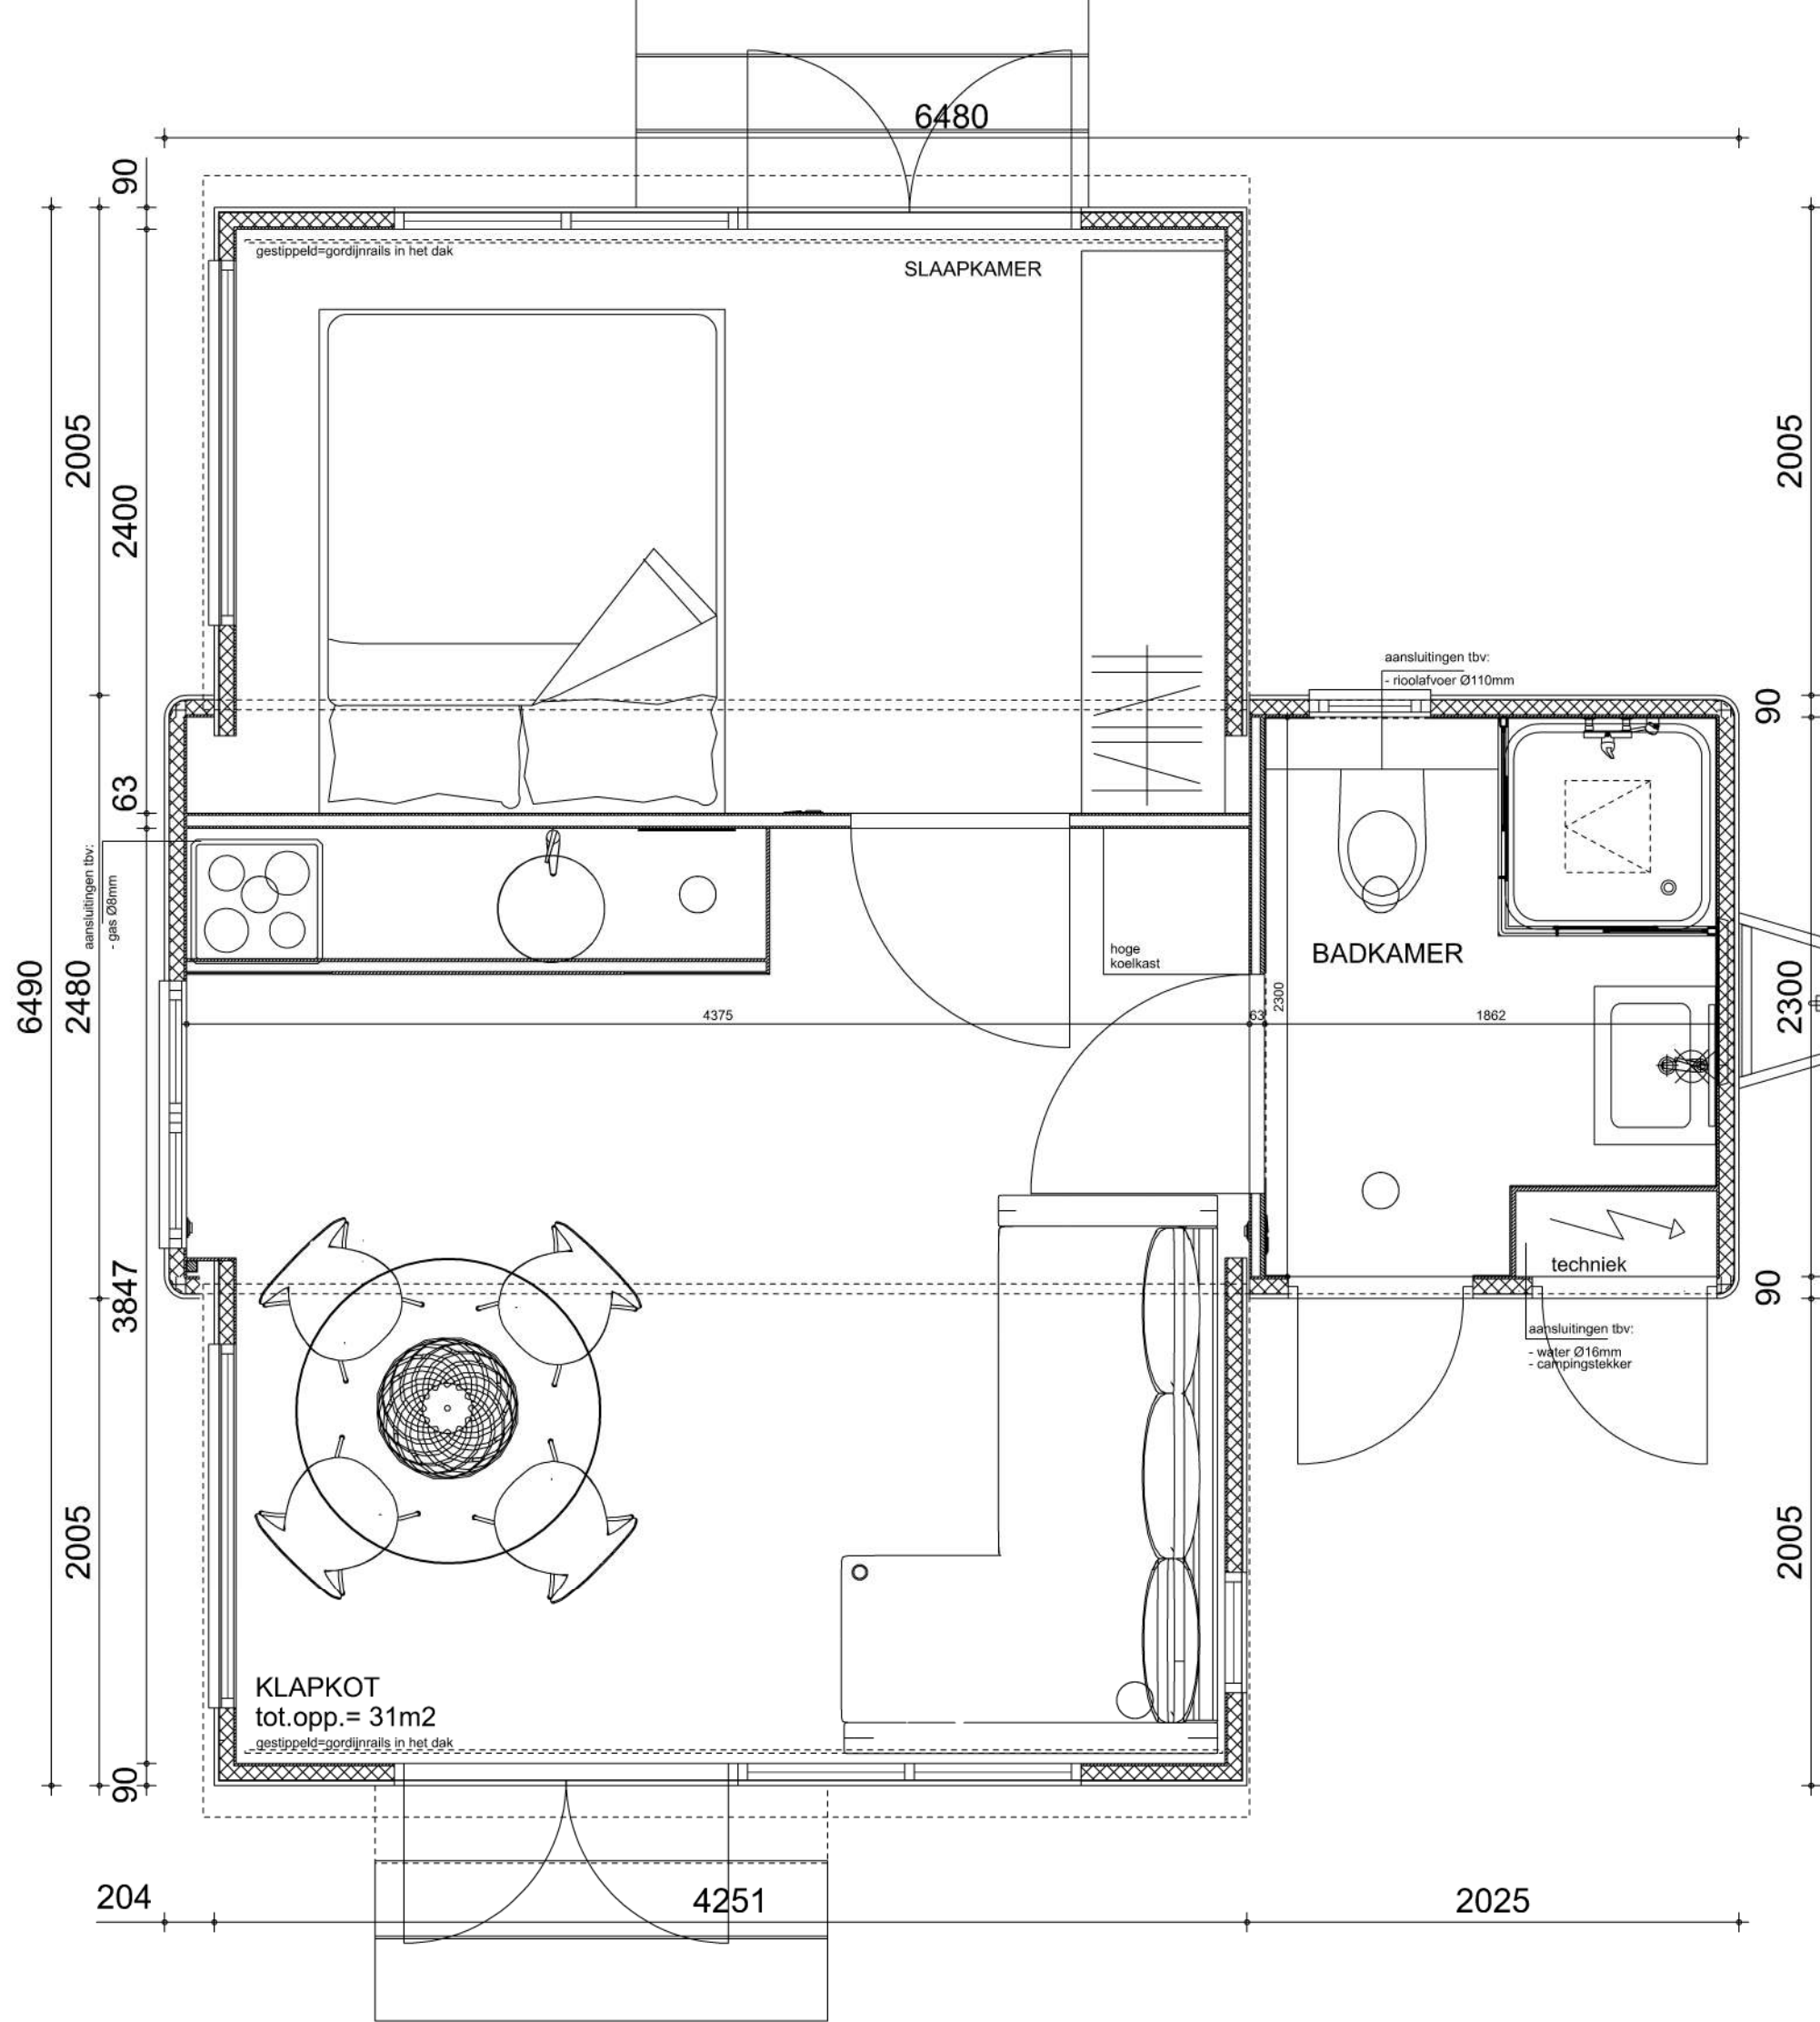 6480
90
gestippeld=gordijnrails in het dak
SLAAPKAMER
2005
2005
2400
aansluitingen tbv:
- rioolafvoer Ø110mm
90
63
aansluitingen tbv:
- gas Ø8mm
hoge
koelkast
BADKAMER
6490
2480
2300
2300
4375
63
1862
techniek
3847
90
aansluitingen tbv:
- water Ø16mm
- campingstekker
2005
2005
KLAPKOT
tot.opp.= 31m2
gestippeld=gordijnrails in het dak
90
204
4251
2025